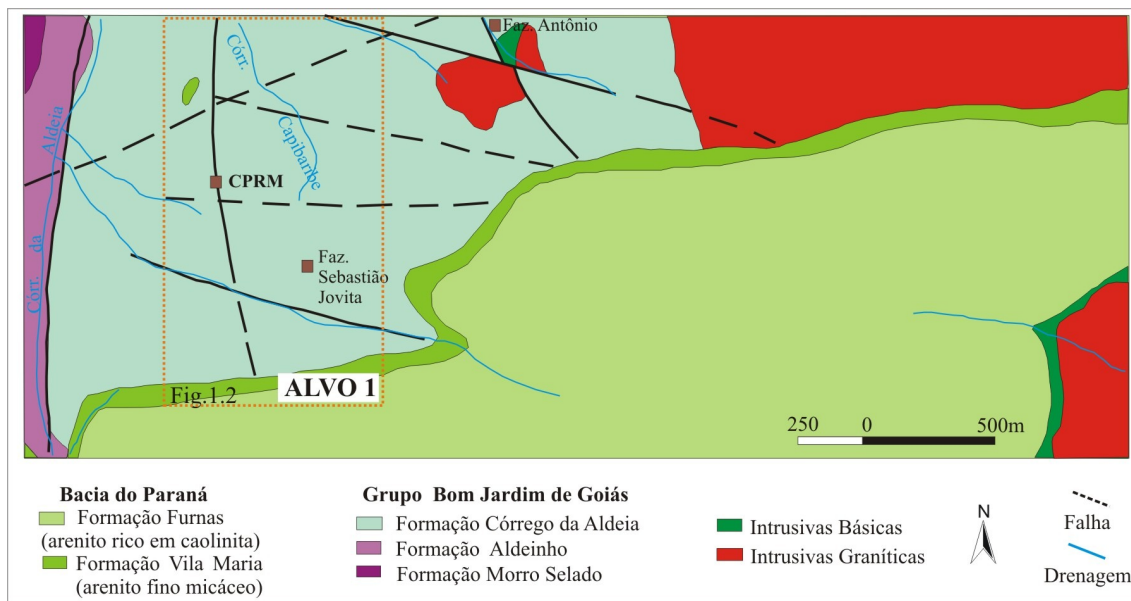 Faz. Antônio
Córr.
Capibaribe
Aldeia
da
Córr.
CPRM
Faz.
Sebastião
Jovita
Fig.1.2
ALVO 1
250 0 500m
Bacia do Paraná
Formação Furnas
(arenito rico em caolinita)
Formação Vila Maria
(arenito fino micáceo)
Grupo Bom Jardim de Goiás
Formação Córrego da Aldeia
Formação Aldeinho
Formação Morro Selado
Intrusivas Básicas
Intrusivas Graníticas
N
Falha
Drenagem